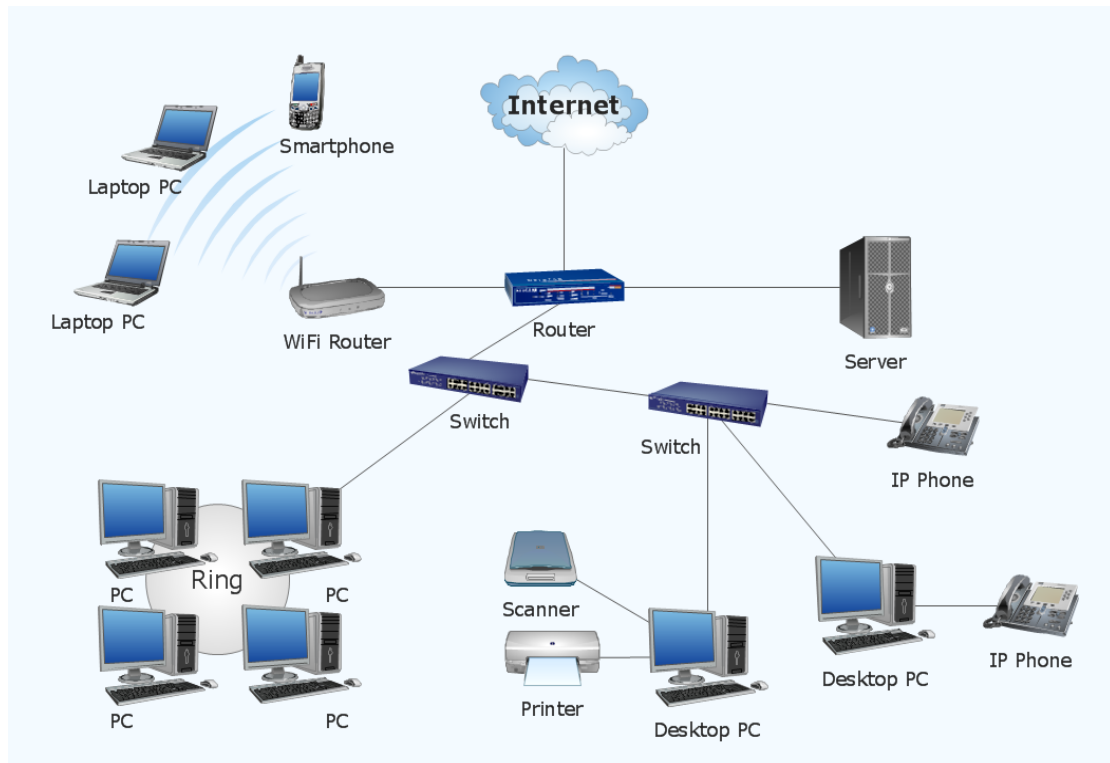 Internet
Smartphone
Laptop PC
Laptop PC
WiFi Router
Router
Server
Switch
Switch
IP Phone
Ring
PC
PC
PC
PC
Scanner
Printer
Desktop PC
Desktop PC
IP Phone